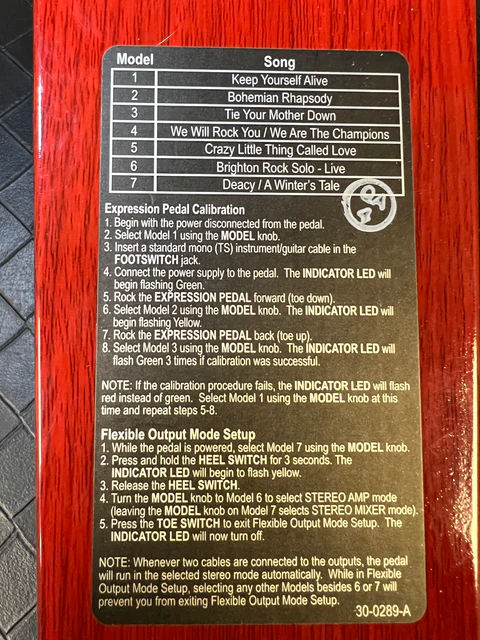 Model Song
1 Keep Yourself Alive
2 Bohemian Rhapsody
3 Tie Your Mother Down
4 We Will Rock You / We Are The Champions
5 Crazy Little Thing Called Love
6 Brighton Rock Solo - Live
7 Deacy / A Winter's Tale
Expression Pedal Calibration
1. Begin with the power disconnected from the pedal.
2. Select Model 1 using the MODEL knob.
3. Insert a standard mono (TS) instrument/guitar cable in the
FOOTSWITCH jack.
4. Connect the power supply to the pedal. The INDICATOR LED will
begin flashing Green.
5. Rock the EXPRESSION PEDAL forward (toe down).
6. Select Model 2 using the MODEL knob. The INDICATOR LED will
begin flashing Yellow.
7. Rock the EXPRESSION PEDAL back (toe up).
8. Select Model 3 using the MODEL knob. The INDICATOR LED will
flash Green 3 times if calibration was successful.
NOTE: If the calibration procedure fails, the INDICATOR LED will flash
red instead of green. Select Model 1 using the MODEL knob at this
time and repeat steps 5-8.
Flexible Output Mode Setup
1. While the pedal is powered, select Model 7 using the MODEL knob.
2. Press and hold the HEEL SWITCH for 3 seconds. The
INDICATOR LED will begin to flash yellow.
3. Release the HEEL SWITCH.
4. Turn the MODEL knob to Model 6 to select STEREO AMP mode
(leaving the MODEL knob on Model 7 selects STEREO MIXER mode).
5. Press the TOE SWITCH to exit Flexible Output Mode Setup. The
INDICATOR LED will now turn off.
NOTE: Whenever two cables are connected to the outputs, the pedal
will run in the selected stereo mode automatically. While in Flexible
Output Mode Setup, selecting any other Models besides 6 or 7 will
prevent you from exiting Flexible Output Mode Setup.
30-0289-A